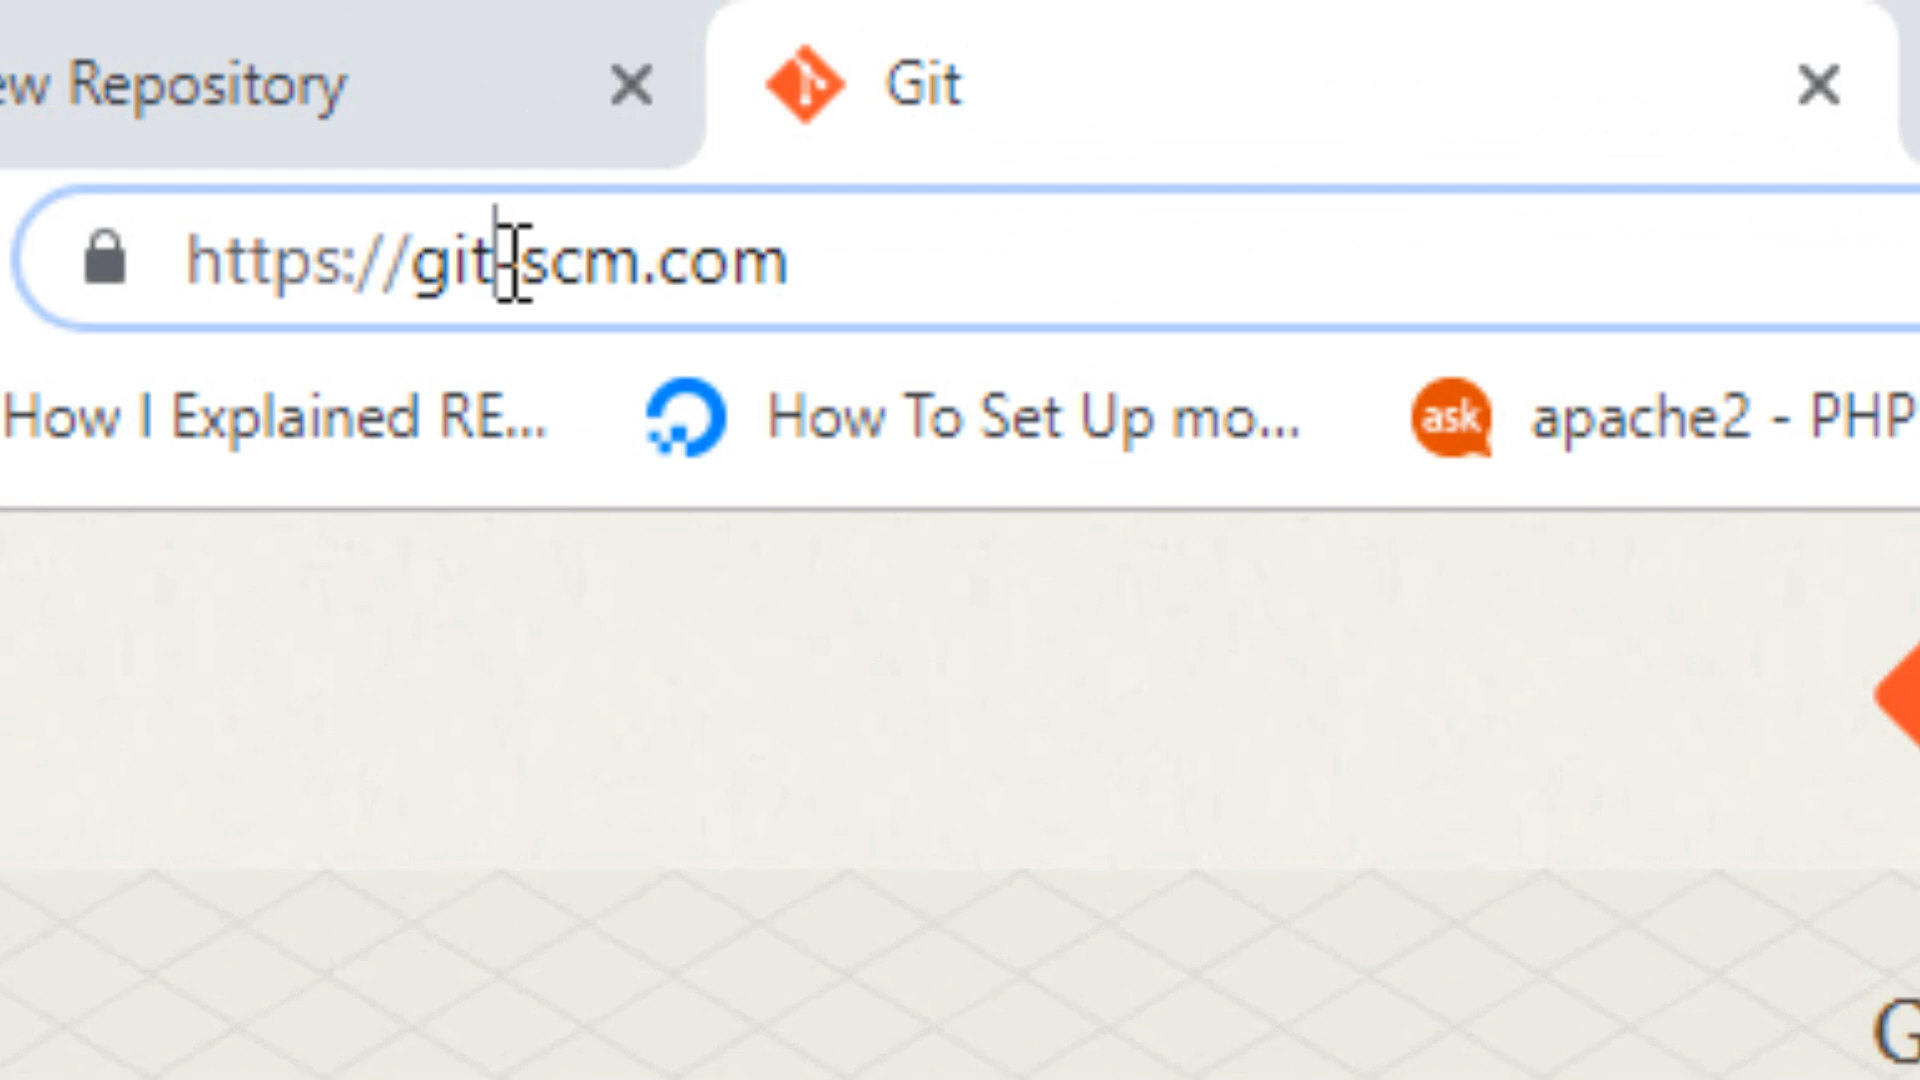 ew Repository
Git
https://git-scm.com
How I Explained RE...
How To Set Up mo...
ask
apache2 - PHP
G